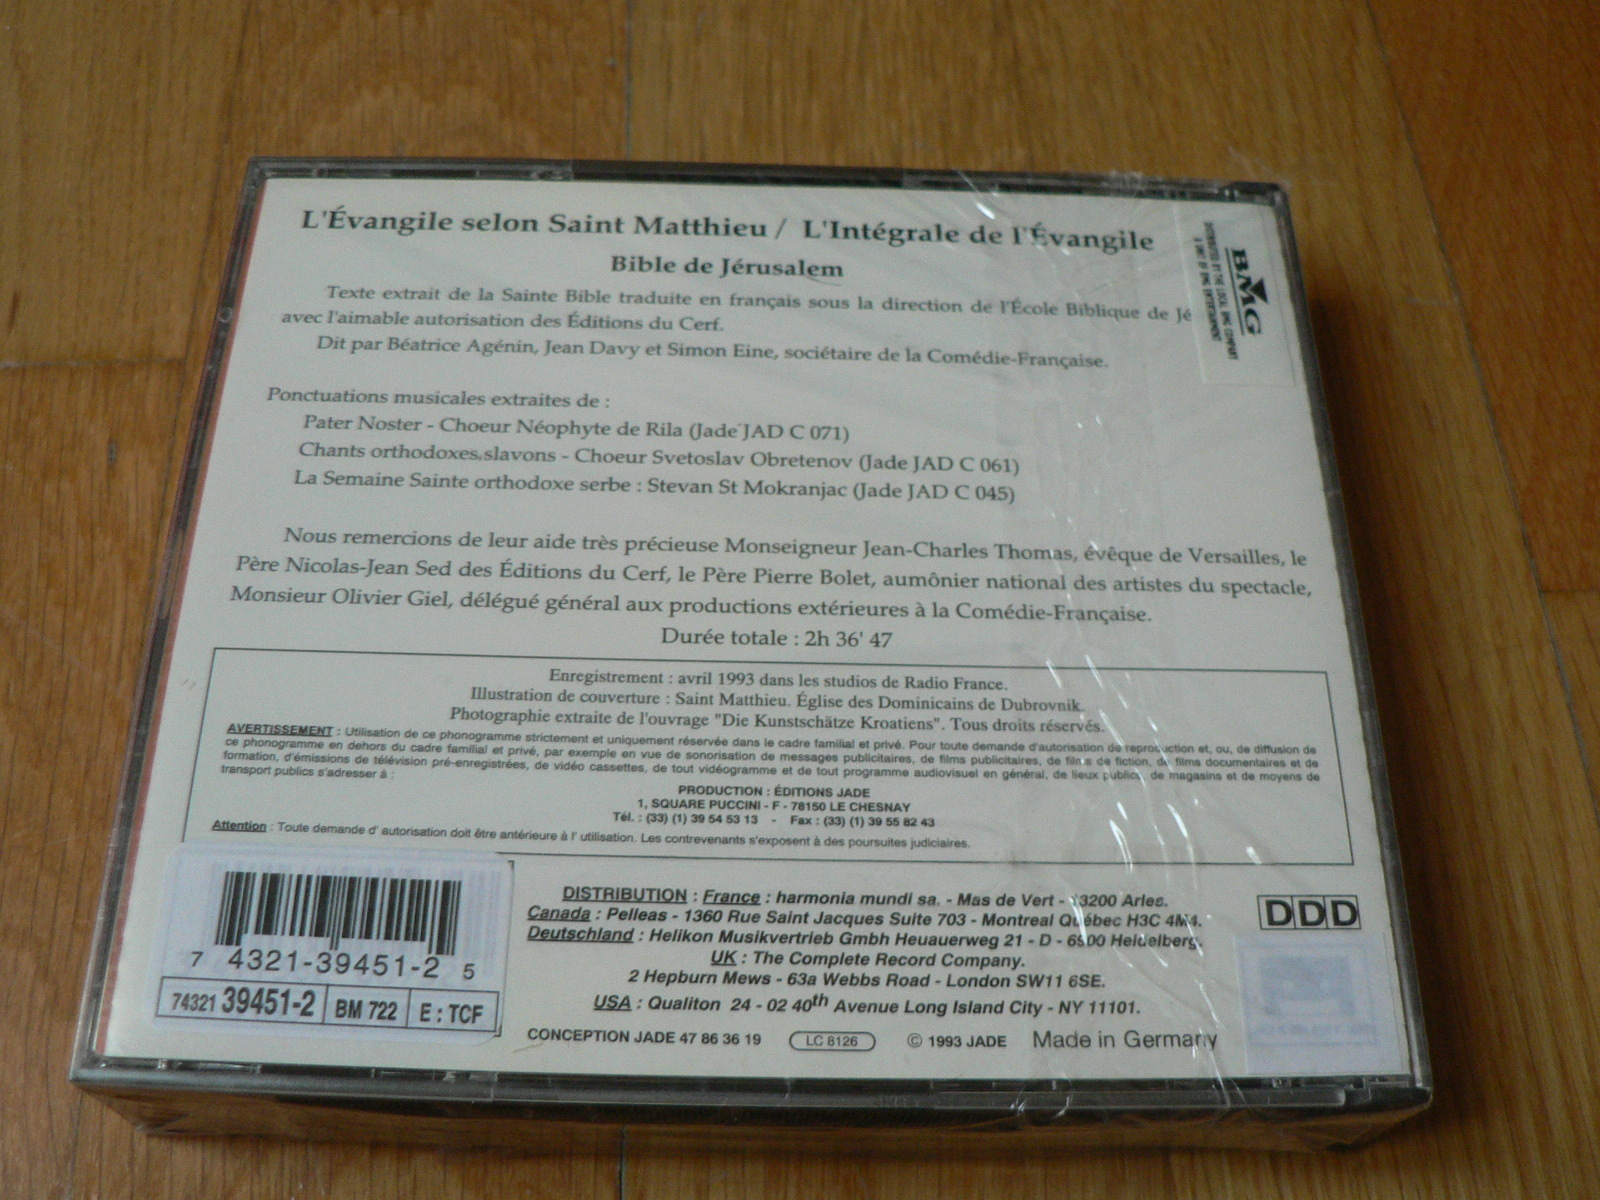 L'Évangile selon Saint Matthieu / L'Intégrale de l'Évangile
Bible de Jérusalem
Texte extrait de la Sainte Bible traduite en français sous la direction de l'École Biblique de Jé
avec l'aimable autorisation des Éditions du Cerf.
Dit par Béatrice Agénin, Jean Davy et Simon Eine, sociétaire de la Comédie-Française.
BMG
DISTRIBUTED BY THE LOCAL BMG COMPANY
A UNIT OF BMG ENTERTAINMENT
Ponctuations musicales extraites de :
Pater Noster - Choeur Néophyte de Rila (Jade JAD C 071)
Chants orthodoxes slavons - Choeur Svetoslav Obretenov (Jade JAD C 061)
La Semaine Sainte orthodoxe serbe : Stevan St Mokranjac (Jade JAD C 045)
Nous remercions de leur aide très précieuse Monseigneur Jean-Charles Thomas, évêque de Versailles, le
Père Nicolas-Jean Sed des Éditions du Cerf, le Père Pierre Bolet, aumônier national des artistes du spectacle,
Monsieur Olivier Giel, délégué général aux productions extérieures à la Comédie-Française.
Durée totale : 2h 36' 47
Enregistrement : avril 1993 dans les studios de Radio France.
Illustration de couverture : Saint Matthieu. Église des Dominicains de Dubrovnik.
Photographie extraite de l'ouvrage "Die Kunstschätze Kroatiens". Tous droits réservés.
AVERTISSEMENT : Utilisation de ce phonogramme strictement et uniquement réservée dans le cadre familial et privé. Pour toute demande d'autorisation de reproduction et, ou, de diffusion de
ce phonogramme en dehors du cadre familial et privé, par exemple en vue de sonorisation de messages publicitaires, de films publicitaires, de films de fiction, de films documentaires et de
formation, d'émissions de télévision pré-enregistrées, de vidéo cassettes, de tout vidéogramme et de tout programme audiovisuel en général, de lieux publics, de magasins et de moyens de
transport publics s'adresser à :
PRODUCTION : ÉDITIONS JADE
1, SQUARE PUCCINI - F - 78150 LE CHESNAY
Tél. : (33) (1) 39 54 53 13 - Fax : (33) (1) 39 55 82 43
Attention : Toute demande d' autorisation doit être antérieure à l' utilisation. Les contrevenants s'exposent à des poursuites judiciaires.
7 4321-39451-2 5
74321 39451-2 BM 722 E : TCF
DISTRIBUTION : France : harmonia mundi sa. - Mas de Vert - 13200 Arles.
Canada : Pelleas - 1360 Rue Saint Jacques Suite 703 - Montreal Québec H3C 4M4.
Deutschland : Helikon Musikvertrieb Gmbh Heuauerweg 21 - D - 6900 Heidelberg.
UK : The Complete Record Company.
2 Hepburn Mews - 63a Webbs Road - London SW11 6SE.
USA : Qualiton 24 - 02 40th Avenue Long Island City - NY 11101.
DDD
CONCEPTION JADE 47 86 36 19 LC 8126 © 1993 JADE Made in Germany